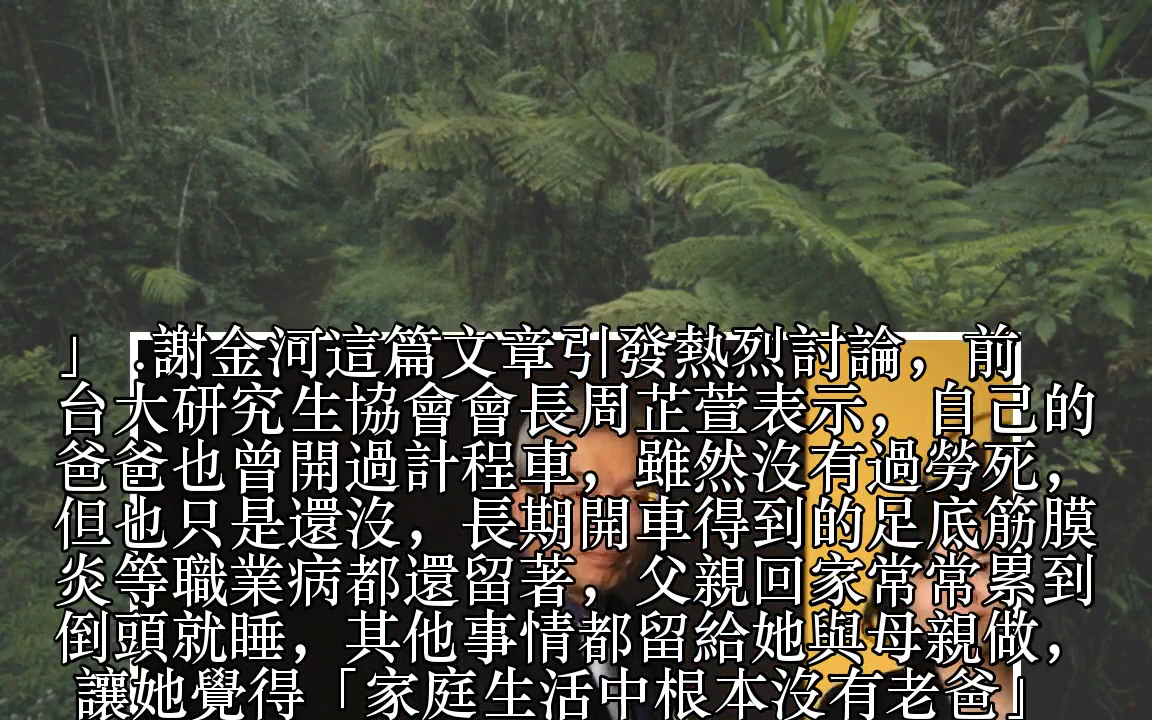 」.謝金河這篇文章引發熱烈討論，前
台大研究生協會會長周芷萱表示，自己的
爸爸也曾開過計程車，雖然沒有過勞死，
但也只是還沒，長期開車得到的足底筋膜
炎等職業病都還留著，父親回家常常累到
倒頭就睡，其他事情都留給她與母親做，
讓她覺得「家庭生活中根本沒有老爸」